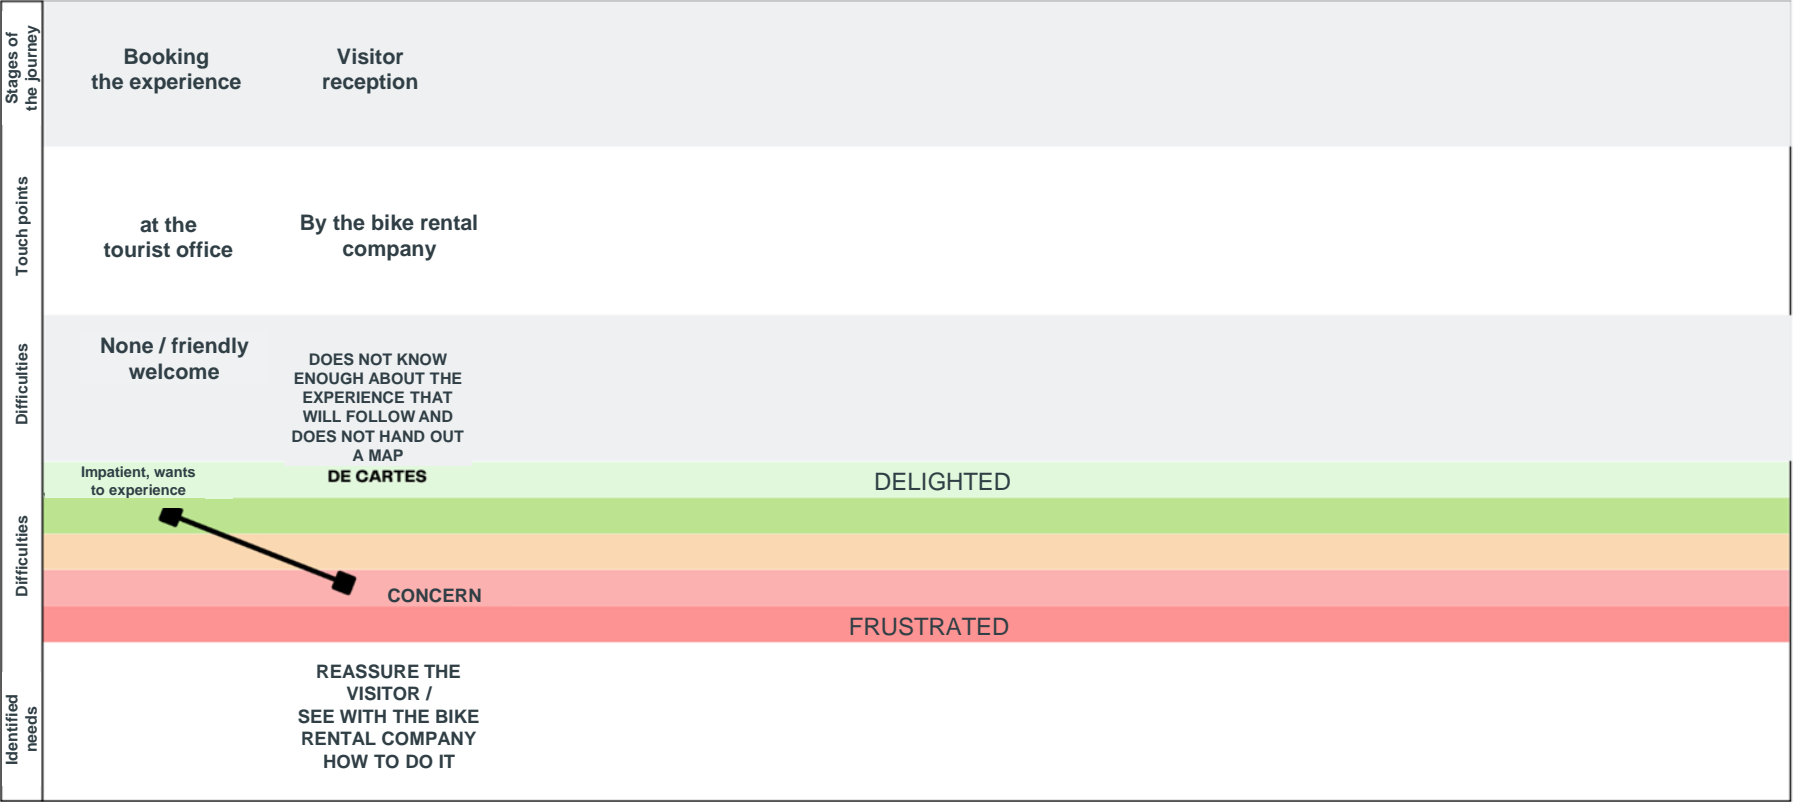 Stages of
the journey
Booking
the experience
Visitor
reception
Touch points
at the
tourist office
By the bike rental
company
Difficulties
None / friendly
welcome
DOES NOT KNOW
ENOUGH ABOUT THE
EXPERIENCE THAT
WILL FOLLOW AND
DOES NOT HAND OUT
A MAP
DE CARTES
Difficulties
Impatient, wants
to experience
DELIGHTED
CONCERN
FRUSTRATED
Identified
needs
REASSURE THE
VISITOR /
SEE WITH THE BIKE
RENTAL COMPANY
HOW TO DO IT